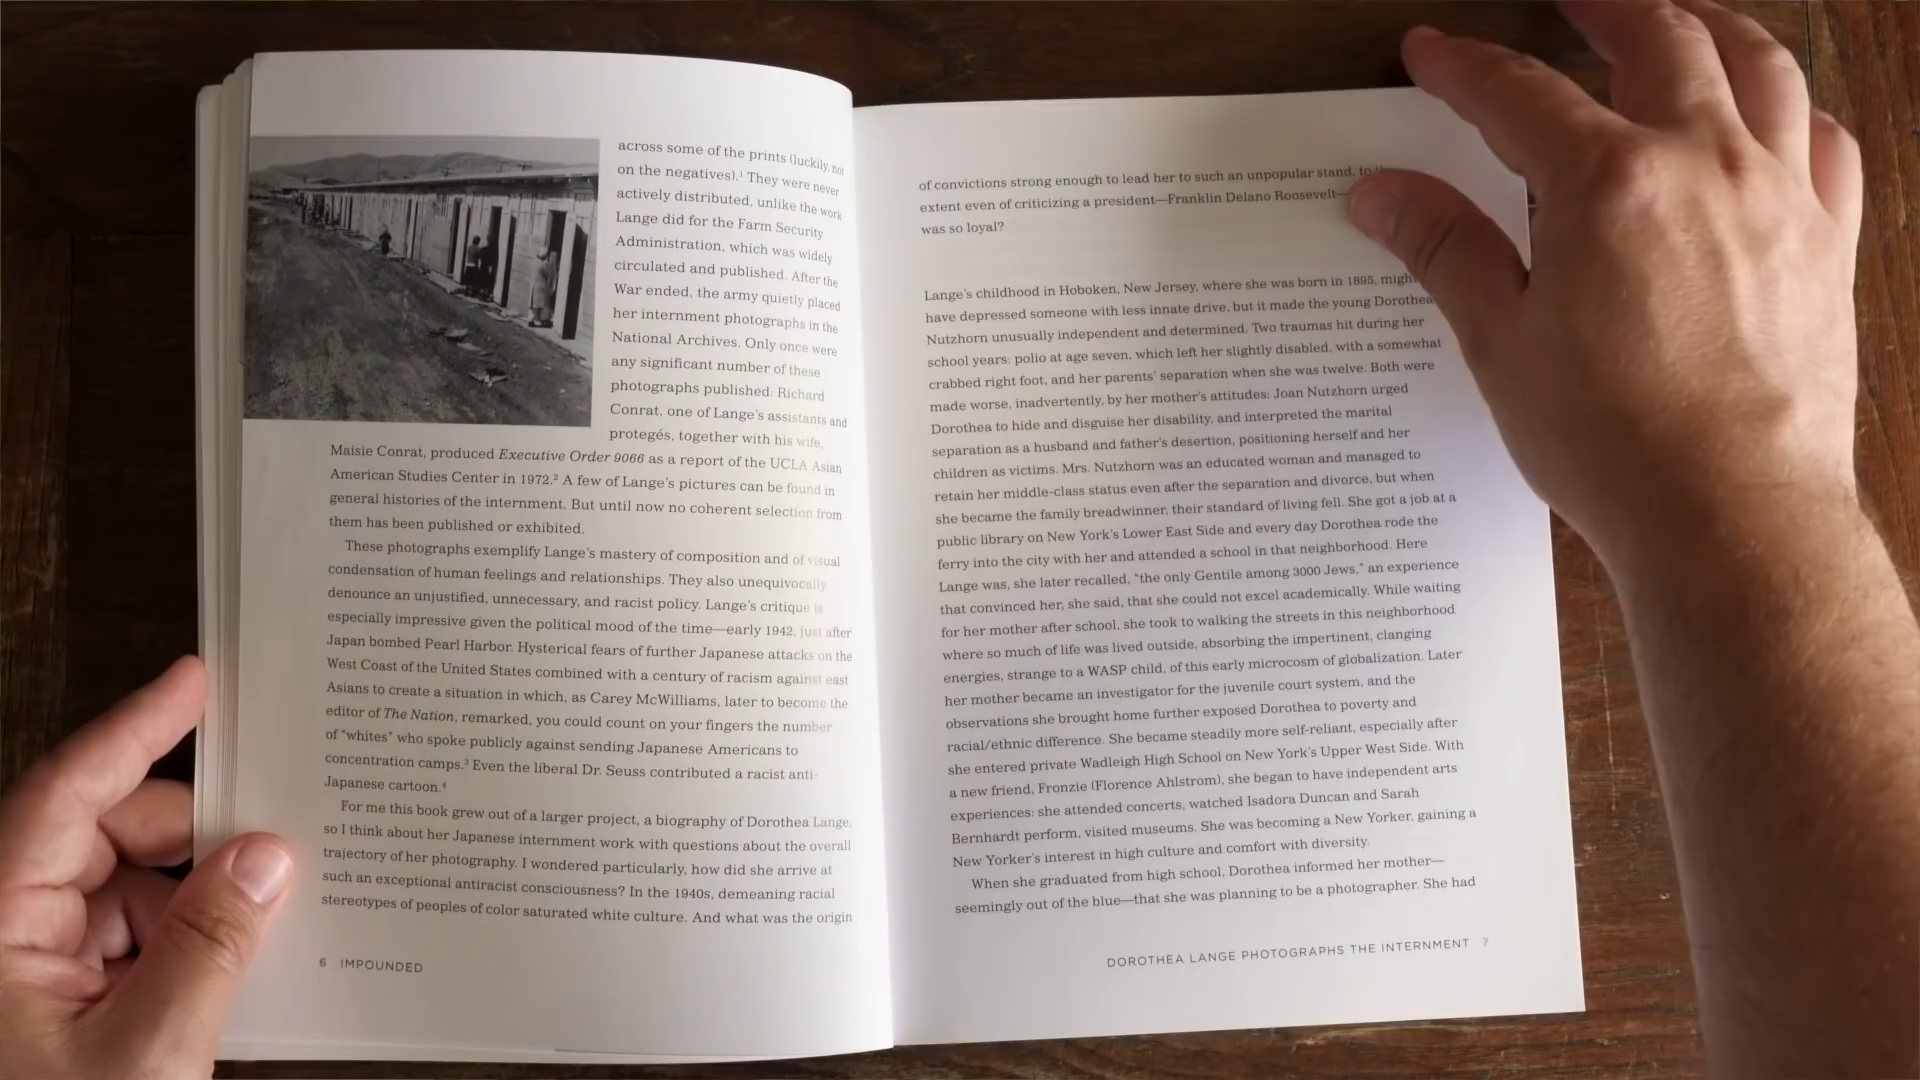 across some of the prints (luckily, not
on the negatives).¹ They were never
actively distributed, unlike the work
Lange did for the Farm Security
Administration, which was widely
circulated and published. After the
War ended, the army quietly placed
her internment photographs in the
National Archives. Only once were
any significant number of these
photographs published: Richard
Conrat, one of Lange's assistants and
protegés, together with his wife,
Maisie Conrat, produced Executive Order 9066 as a report of the UCLA Asian
American Studies Center in 1972.² A few of Lange's pictures can be found in
general histories of the internment. But until now no coherent selection from
them has been published or exhibited.
These photographs exemplify Lange's mastery of composition and of visual
condensation of human feelings and relationships. They also unequivocally
denounce an unjustified, unnecessary, and racist policy. Lange's critique is
especially impressive given the political mood of the time—early 1942, just after
Japan bombed Pearl Harbor. Hysterical fears of further Japanese attacks on the
West Coast of the United States combined with a century of racism against east
Asians to create a situation in which, as Carey McWilliams, later to become the
editor of The Nation, remarked, you could count on your fingers the number
of "whites" who spoke publicly against sending Japanese Americans to
concentration camps.³ Even the liberal Dr. Seuss contributed a racist anti-
Japanese cartoon.⁴
For me this book grew out of a larger project, a biography of Dorothea Lange,
so I think about her Japanese internment work with questions about the overall
trajectory of her photography. I wondered particularly, how did she arrive at
such an exceptional antiracist consciousness? In the 1940s, demeaning racial
stereotypes of peoples of color saturated white culture. And what was the origin
6 IMPOUNDED
of convictions strong enough to lead her to such an unpopular stand, to
extent even of criticizing a president—Franklin Delano Roosevelt—
was so loyal?
Lange's childhood in Hoboken, New Jersey, where she was born in 1895, might
have depressed someone with less innate drive, but it made the young Dorothea
Nutzhorn unusually independent and determined. Two traumas hit during her
school years: polio at age seven, which left her slightly disabled, with a somewhat
crabbed right foot, and her parents' separation when she was twelve. Both were
made worse, inadvertently, by her mother's attitudes: Joan Nutzhorn urged
Dorothea to hide and disguise her disability, and interpreted the marital
separation as a husband and father's desertion, positioning herself and her
children as victims. Mrs. Nutzhorn was an educated woman and managed to
retain her middle-class status even after the separation and divorce, but when
she became the family breadwinner, their standard of living fell. She got a job at a
public library on New York's Lower East Side and every day Dorothea rode the
ferry into the city with her and attended a school in that neighborhood. Here
Lange was, she later recalled, "the only Gentile among 3000 Jews," an experience
that convinced her, she said, that she could not excel academically. While waiting
for her mother after school, she took to walking the streets in this neighborhood
where so much of life was lived outside, absorbing the impertinent, clanging
energies, strange to a WASP child, of this early microcosm of globalization. Later
her mother became an investigator for the juvenile court system, and the
observations she brought home further exposed Dorothea to poverty and
racial/ethnic difference. She became steadily more self-reliant, especially after
she entered private Wadleigh High School on New York's Upper West Side. With
a new friend, Fronzie (Florence Ahlstrom), she began to have independent arts
experiences: she attended concerts, watched Isadora Duncan and Sarah
Bernhardt perform, visited museums. She was becoming a New Yorker, gaining a
New Yorker's interest in high culture and comfort with diversity.
When she graduated from high school, Dorothea informed her mother—
seemingly out of the blue—that she was planning to be a photographer. She had
DOROTHEA LANGE PHOTOGRAPHS THE INTERNMENT 7